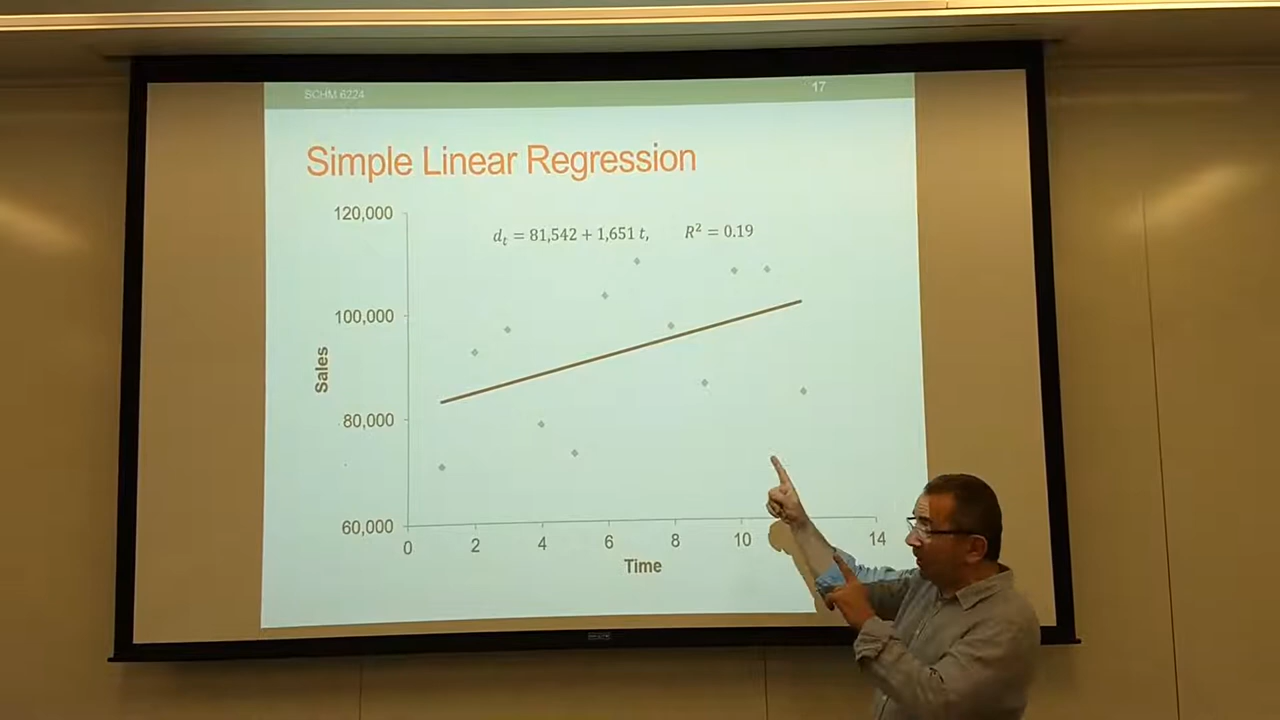 SCHM 6224
17
Simple Linear Regression
120,000
d_t = 81,542 + 1,651 t, R² = 0.19
100,000
Sales
80,000
60,000
0 2 4 6 8 10 14
Time